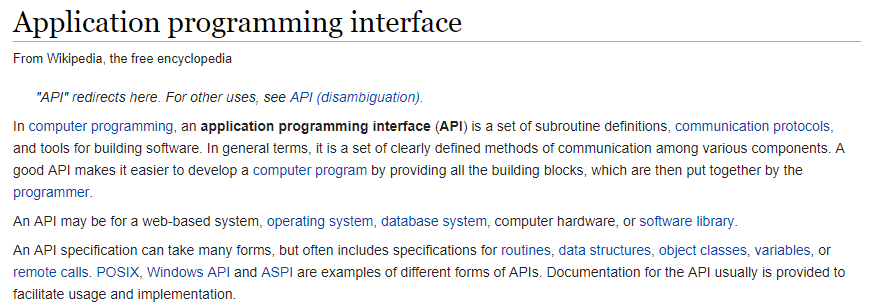 Application programming interface
From Wikipedia, the free encyclopedia
"API" redirects here. For other uses, see API (disambiguation).
In computer programming, an application programming interface (API) is a set of subroutine definitions, communication protocols,
and tools for building software. In general terms, it is a set of clearly defined methods of communication among various components. A
good API makes it easier to develop a computer program by providing all the building blocks, which are then put together by the
programmer.
An API may be for a web-based system, operating system, database system, computer hardware, or software library.
An API specification can take many forms, but often includes specifications for routines, data structures, object classes, variables, or
remote calls. POSIX, Windows API and ASPI are examples of different forms of APIs. Documentation for the API usually is provided to
facilitate usage and implementation.